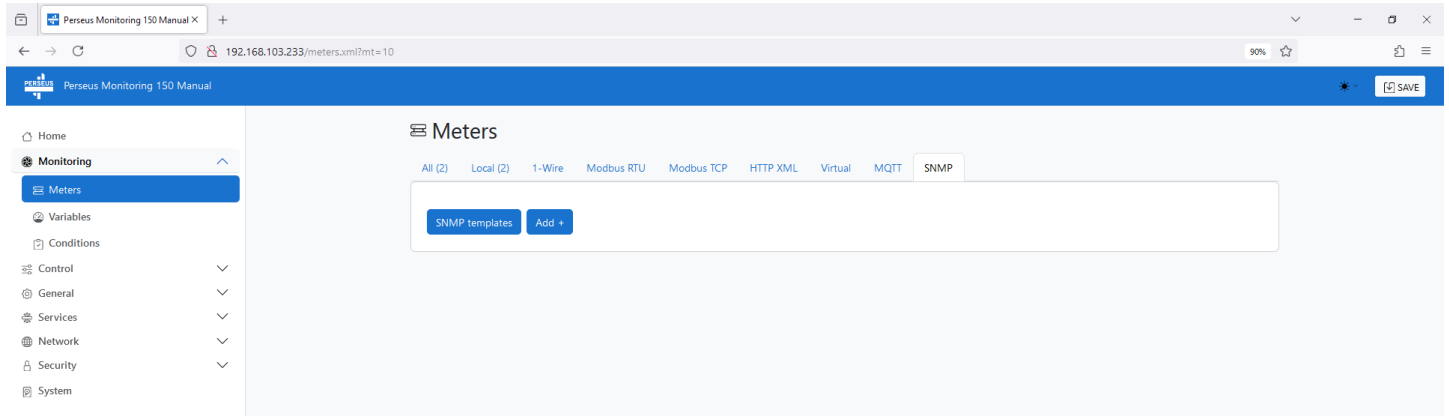 Perseus Monitoring 150 Manual
192.168.103.233/meters.xml?mt=10
90%
PERSEUS
Perseus Monitoring 150 Manual
SAVE
Home
Monitoring
Meters
Variables
Conditions
Control
General
Services
Network
Security
System
Meters
All (2) Local (2) 1-Wire Modbus RTU Modbus TCP HTTP XML Virtual MQTT SNMP
SNMP templates Add +